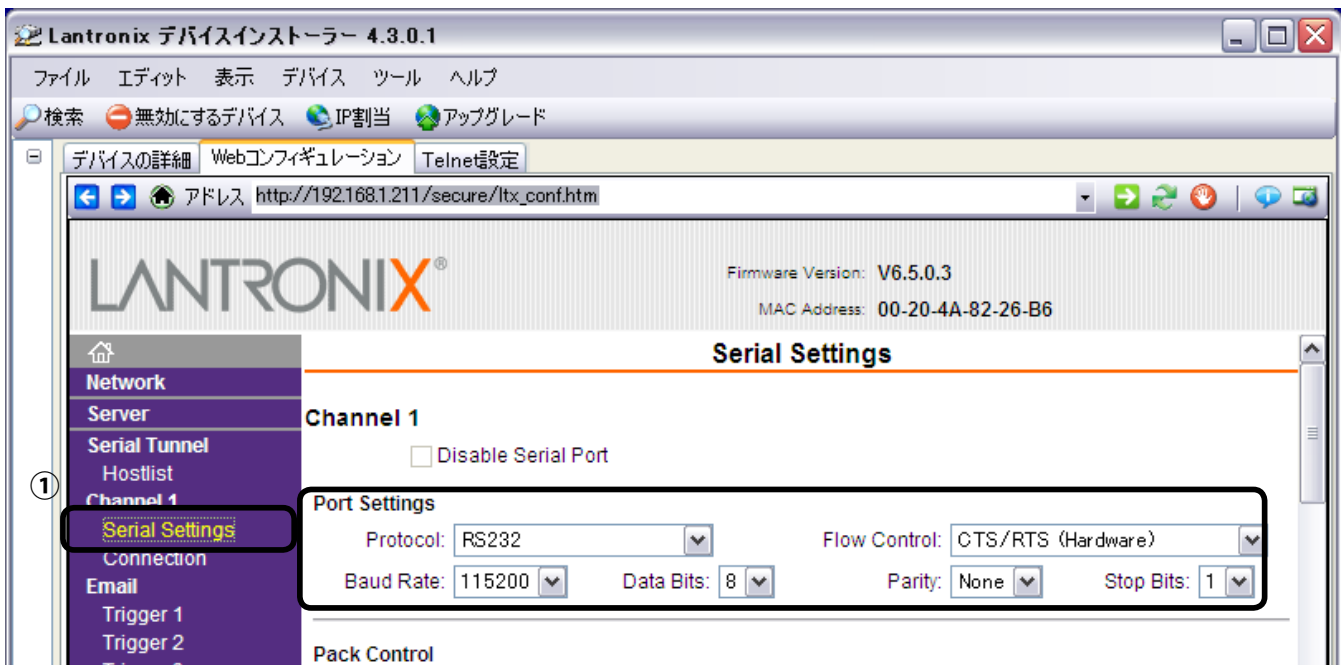 Lantronix デバイスインストーラー 4.3.0.1
ファイル エディット 表示 デバイス ツール ヘルプ
検索 無効にするデバイス IP割当 アップグレード
デバイスの詳細 Webコンフィギュレーション Telnet設定
アドレス http://192.168.1.211/secure/ltx_conf.htm
LANTRONIX®
Firmware Version: V6.5.0.3
MAC Address: 00-20-4A-82-26-B6
Network
Server
Serial Tunnel
Hostlist
①
Channel 1
Serial Settings
Connection
Email
Trigger 1
Trigger 2
Serial Settings
Channel 1
Disable Serial Port
Port Settings
Protocol: RS232 Flow Control: CTS/RTS (Hardware)
Baud Rate: 115200 Data Bits: 8 Parity: None Stop Bits: 1
Pack Control